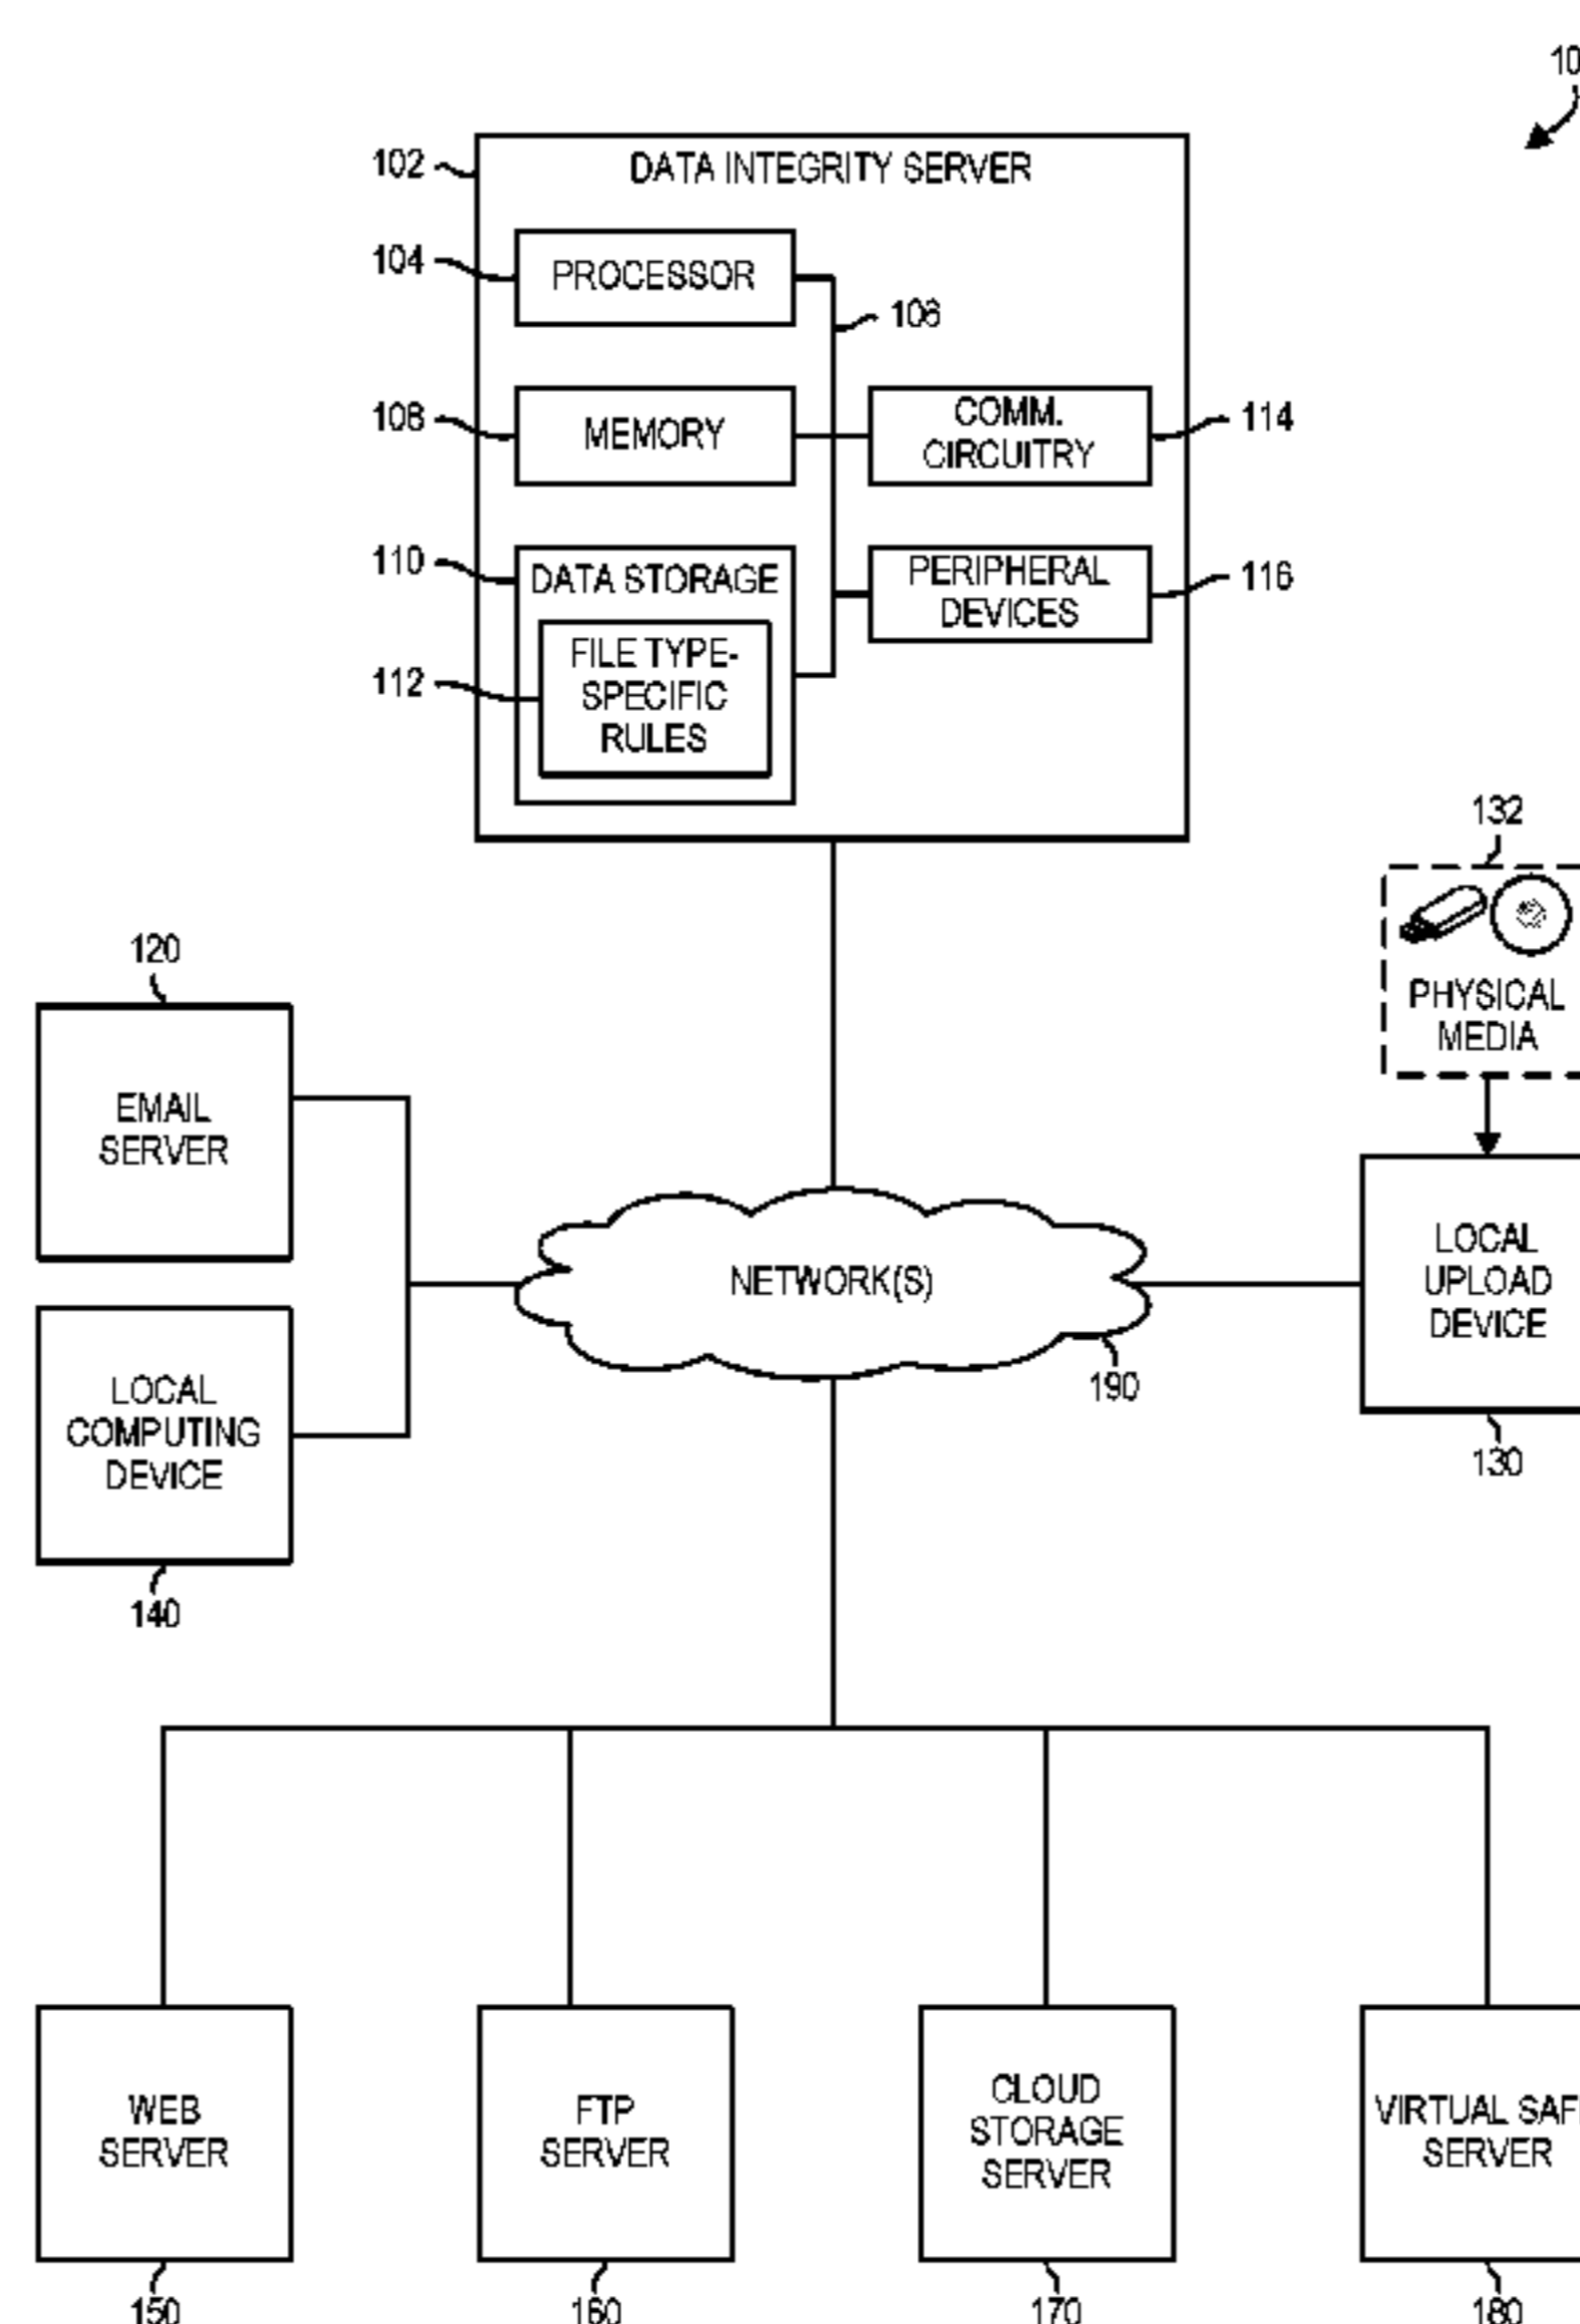 10
102
DATA INTEGRITY SERVER
104
PROCESSOR
106
108
MEMORY
COMM.
CIRCUITRY
114
110
DATA STORAGE
PERIPHERAL
DEVICES
116
112
FILE TYPE-
SPECIFIC
RULES
132
PHYSICAL
MEDIA
120
EMAIL
SERVER
NETWORK(S)
190
LOCAL
UPLOAD
DEVICE
130
LOCAL
COMPUTING
DEVICE
140
WEB
SERVER
150
FTP
SERVER
160
CLOUD
STORAGE
SERVER
170
VIRTUAL SAF
SERVER
180